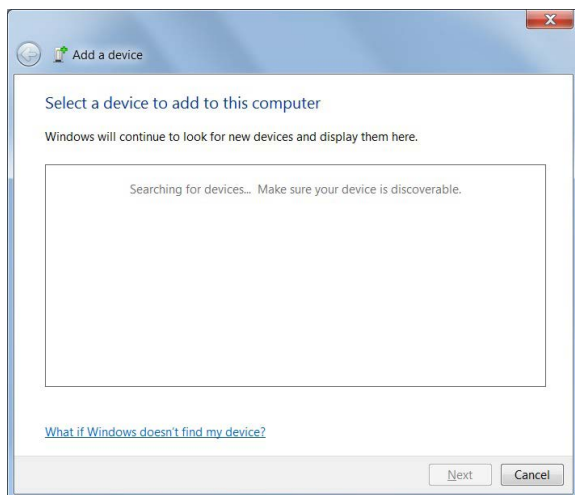 Add a device
Select a device to add to this computer
Windows will continue to look for new devices and display them here.
Searching for devices... Make sure your device is discoverable.
What if Windows doesn't find my device?
Next
Cancel